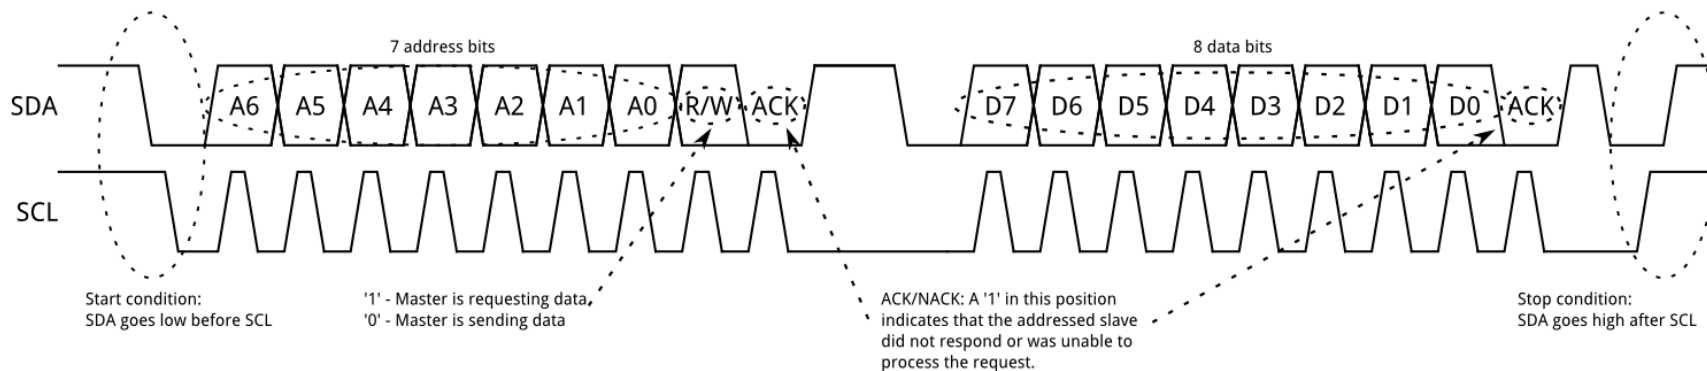 7 address bits
8 data bits
SDA
A6 A5 A4 A3 A2 A1 A0 R/W ACK
D7 D6 D5 D4 D3 D2 D1 D0 ACK
SCL
Start condition:
SDA goes low before SCL
'1' - Master is requesting data
'0' - Master is sending data
ACK/NACK: A '1' in this position
indicates that the addressed slave
did not respond or was unable to
process the request.
Stop condition:
SDA goes high after SCL